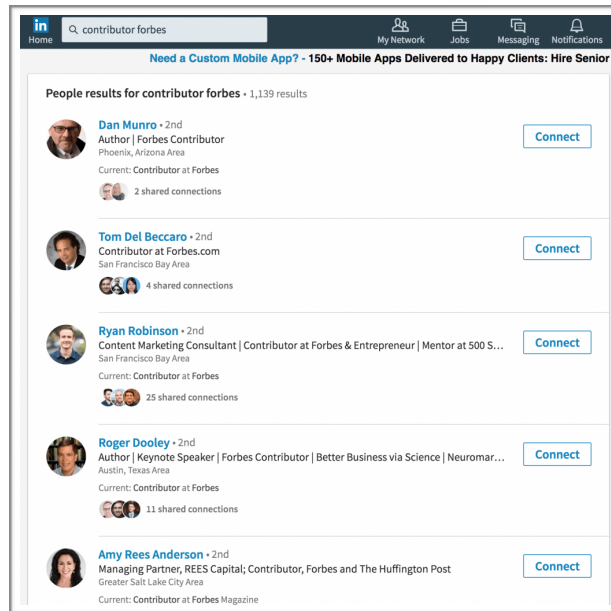 in
Home
contributor forbes
My Network
Jobs
Messaging
Notifications
Need a Custom Mobile App? - 150+ Mobile Apps Delivered to Happy Clients: Hire Senior
People results for contributor forbes • 1,139 results
Dan Munro • 2nd
Author | Forbes Contributor
Phoenix, Arizona Area
Current: Contributor at Forbes
2 shared connections
Connect
Tom Del Beccaro • 2nd
Contributor at Forbes.com
San Francisco Bay Area
4 shared connections
Connect
Ryan Robinson • 2nd
Content Marketing Consultant | Contributor at Forbes & Entrepreneur | Mentor at 500 S...
San Francisco Bay Area
Current: Contributor at Forbes
25 shared connections
Connect
Roger Dooley • 2nd
Author | Keynote Speaker | Forbes Contributor | Better Business via Science | Neuromar...
Austin, Texas Area
Current: Contributor at Forbes
11 shared connections
Connect
Amy Rees Anderson • 2nd
Managing Partner, REES Capital; Contributor, Forbes and The Huffington Post
Greater Salt Lake City Area
Current: Contributor at Forbes Magazine
Connect